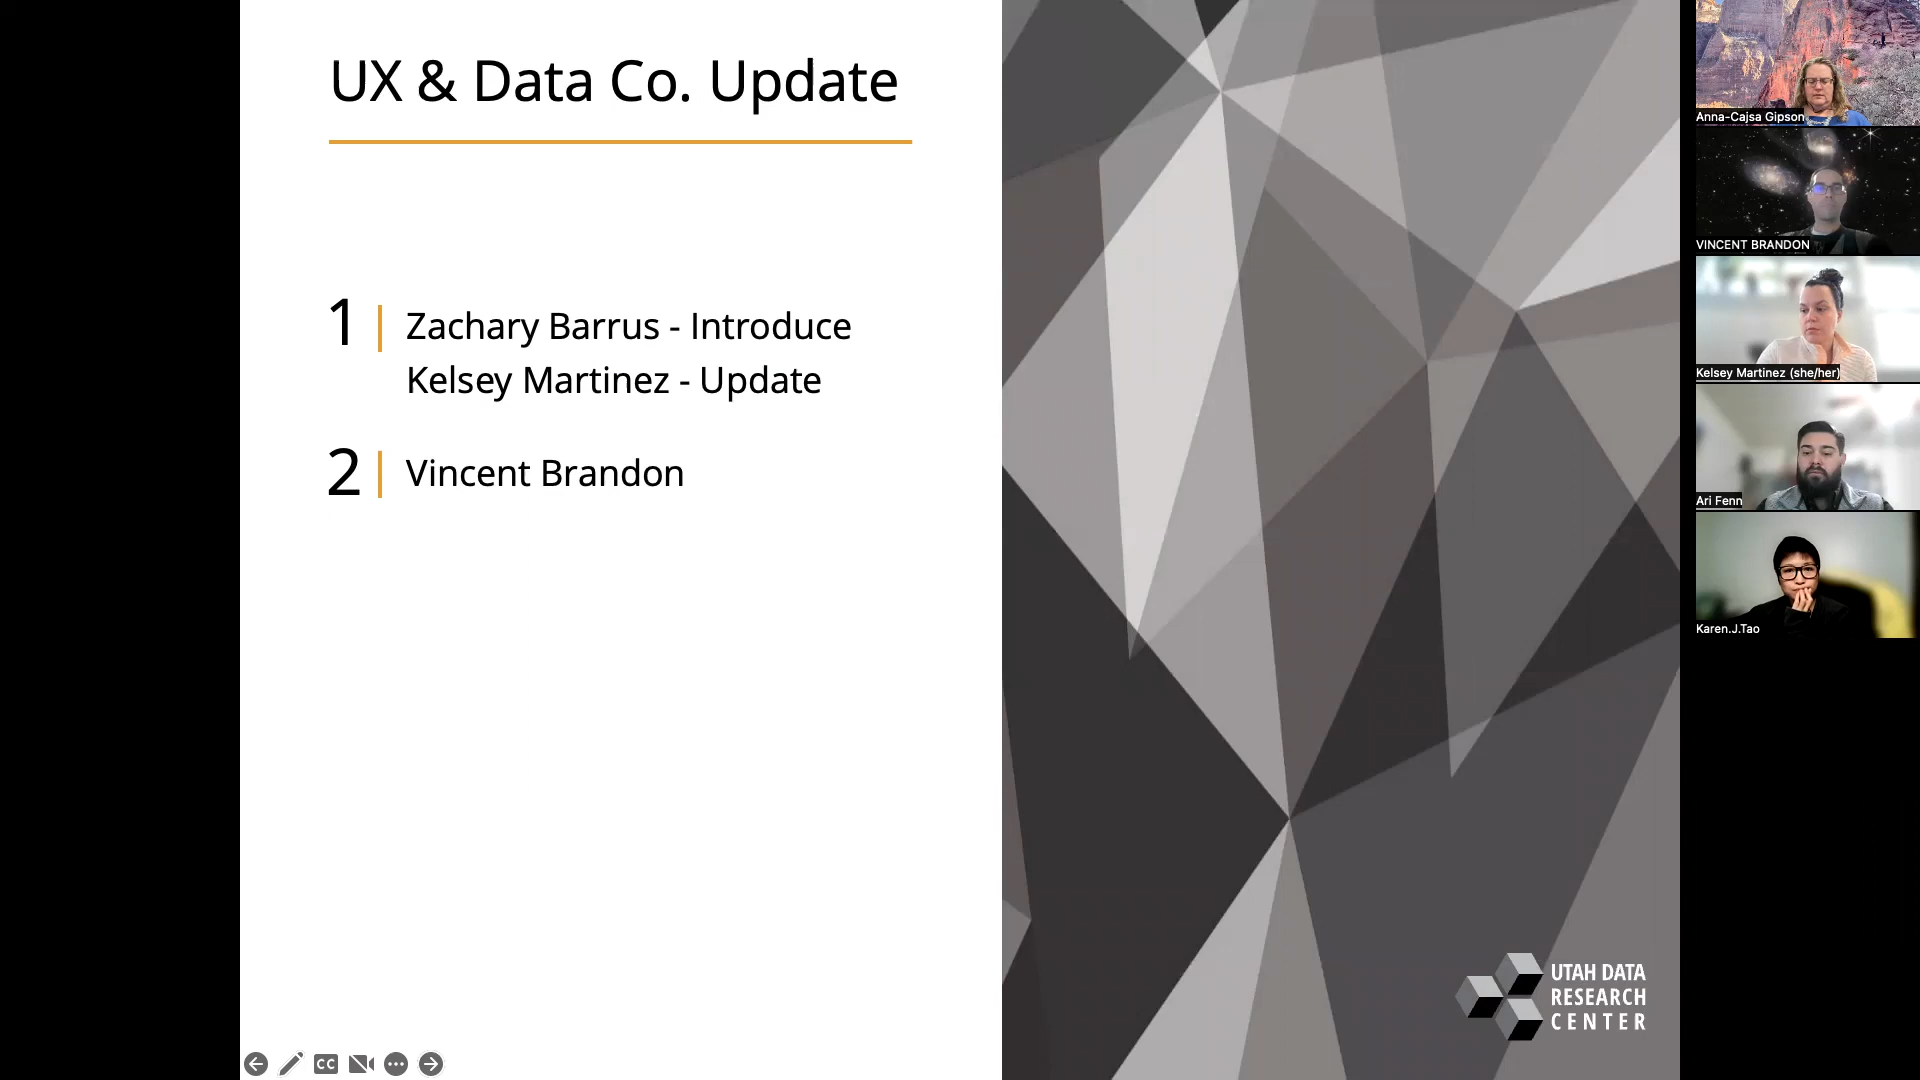 UX & Data Co. Update
1
Zachary Barrus - Introduce
Kelsey Martinez - Update
2
Vincent Brandon
UTAH DATA
RESEARCH
CENTER
CC
Anna-Cajsa Gipson
VINCENT BRANDON
Kelsey Martinez (she/her)
Ari Fenn
Karen.J.Tao